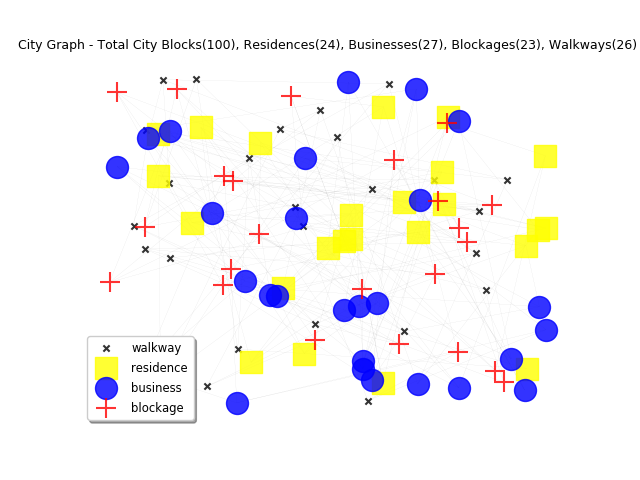 City Graph - Total City Blocks(100), Residences(24), Businesses(27), Blockages(23), Walkways(26)
walkway
residence
business
blockage